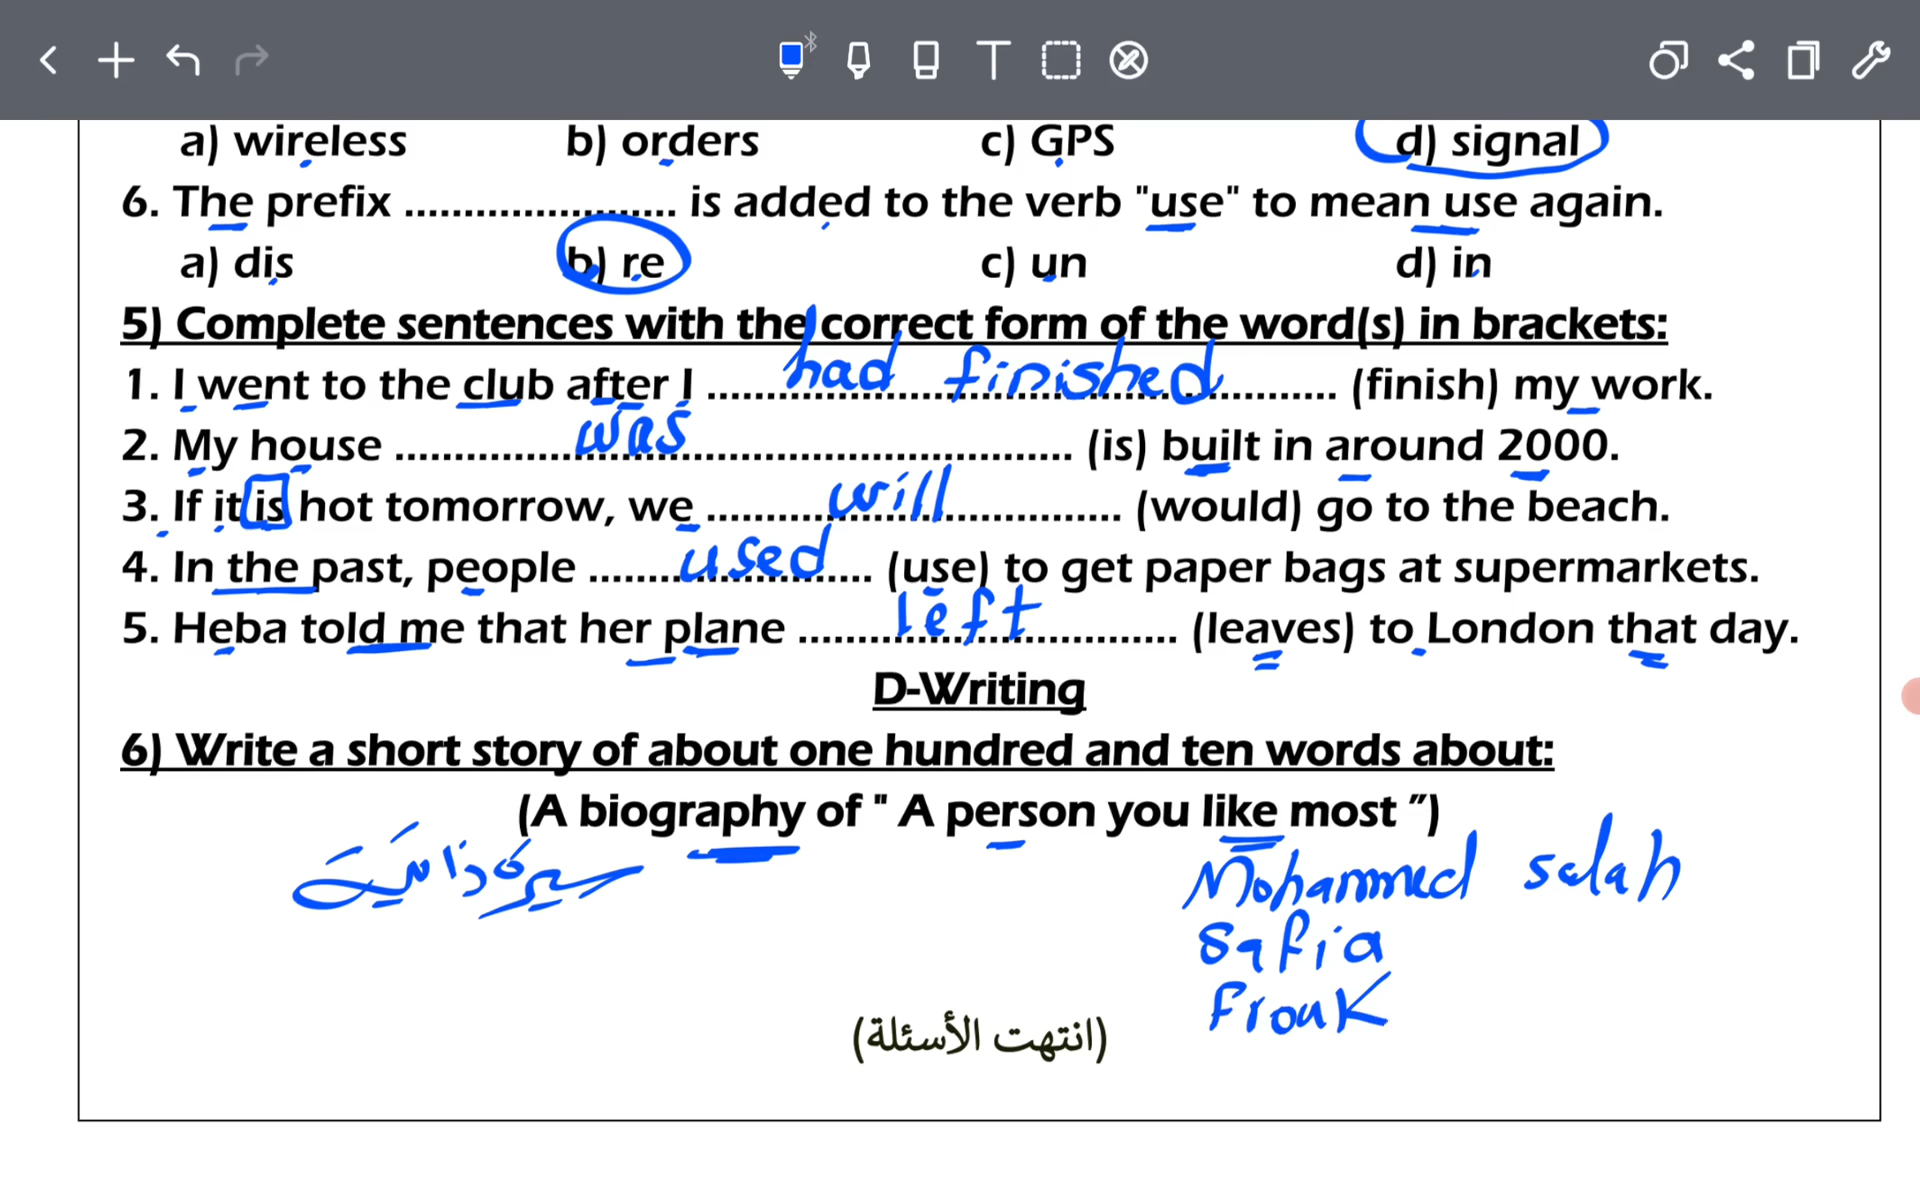 a) wireless b) orders c) GPS d) signal
6. The prefix ........................ is added to the verb "use" to mean use again.
a) dis b) re c) un d) in
5) Complete sentences with the correct form of the word(s) in brackets:
had finished
1. I went to the club after I ........................ (finish) my work.
was
2. My house ........................ (is) built in around 2000.
will
3. If it is hot tomorrow, we ........................ (would) go to the beach.
used
4. In the past, people ........................ (use) to get paper bags at supermarkets.
left
5. Heba told me that her plane ........................ (leaves) to London that day.
D-Writing
6) Write a short story of about one hundred and ten words about:
(A biography of " A person you like most ")
سيرة ذاتية
Mohammed salah
Safia
Frouk
(انتهت الأسئلة)